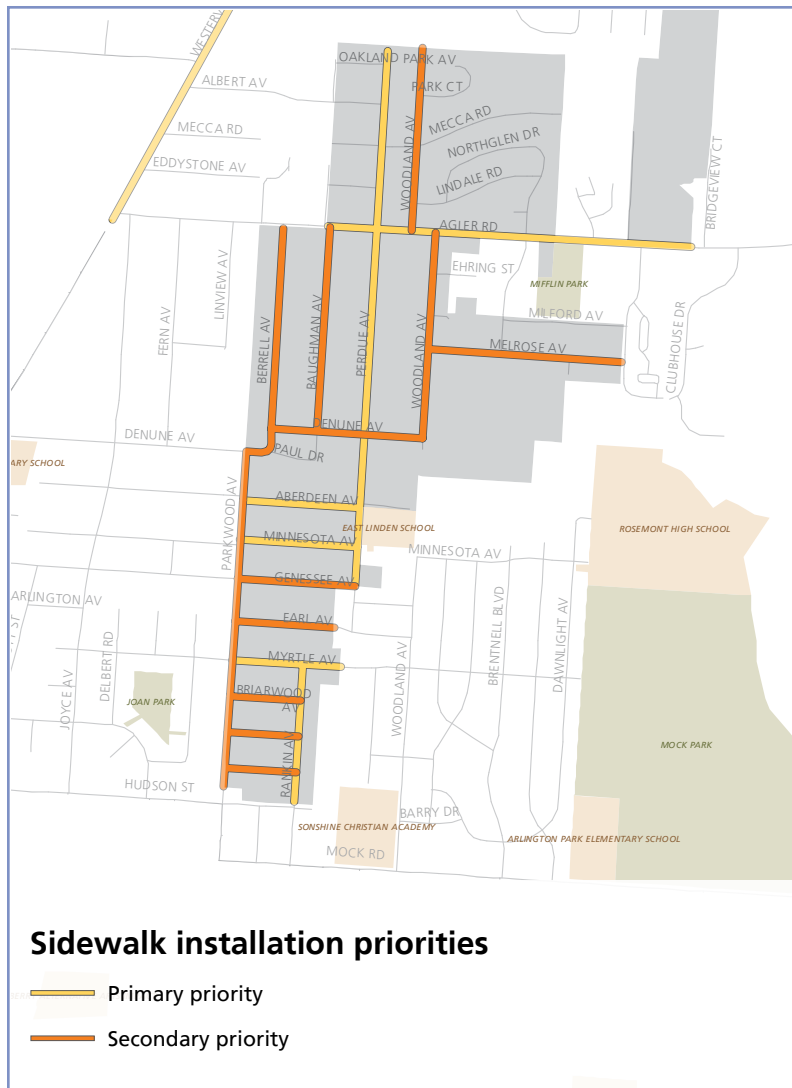 WESTERV
OAKLAND PARK AV
ALBERT AV
PARK CT
MECCA RD
MECCA RD
NORTHGLEN DR
EDDYSTONE AV
WOODLAND AV
LINDALE RD
BRIDGEVIEW CT
AGLER RD
LINVIEW AV
EHRING ST
MIFFLIN PARK
FERN AV
BERRELL AV
BAUGHMAN AV
PERDUE AV
WOODLAND AV
MILFORD AV
CLUBHOUSE DR
MELROSE AV
DENUNE AV
DENUNE AV
PAUL DR
ARY SCHOOL
PARKWOOD AV
ABERDEEN AV
EAST LINDEN SCHOOL
ROSEMONT HIGH SCHOOL
MINNESOTA AV
MINNESOTA AV
GENESSEE AV
ARLINGTON AV
BRENTNELL BLVD
DAWNLIGHT AV
EARL AV
DELBERT RD
WOODLAND AV
MYRTLE AV
JOYCE AV
JOAN PARK
BRIARWOOD
AV
MOCK PARK
RANKIN AV
HUDSON ST
BARRY DR
SONSHINE CHRISTIAN ACADEMY
ARLINGTON PARK ELEMENTARY SCHOOL
MOCK RD
Sidewalk installation priorities
Primary priority
Secondary priority